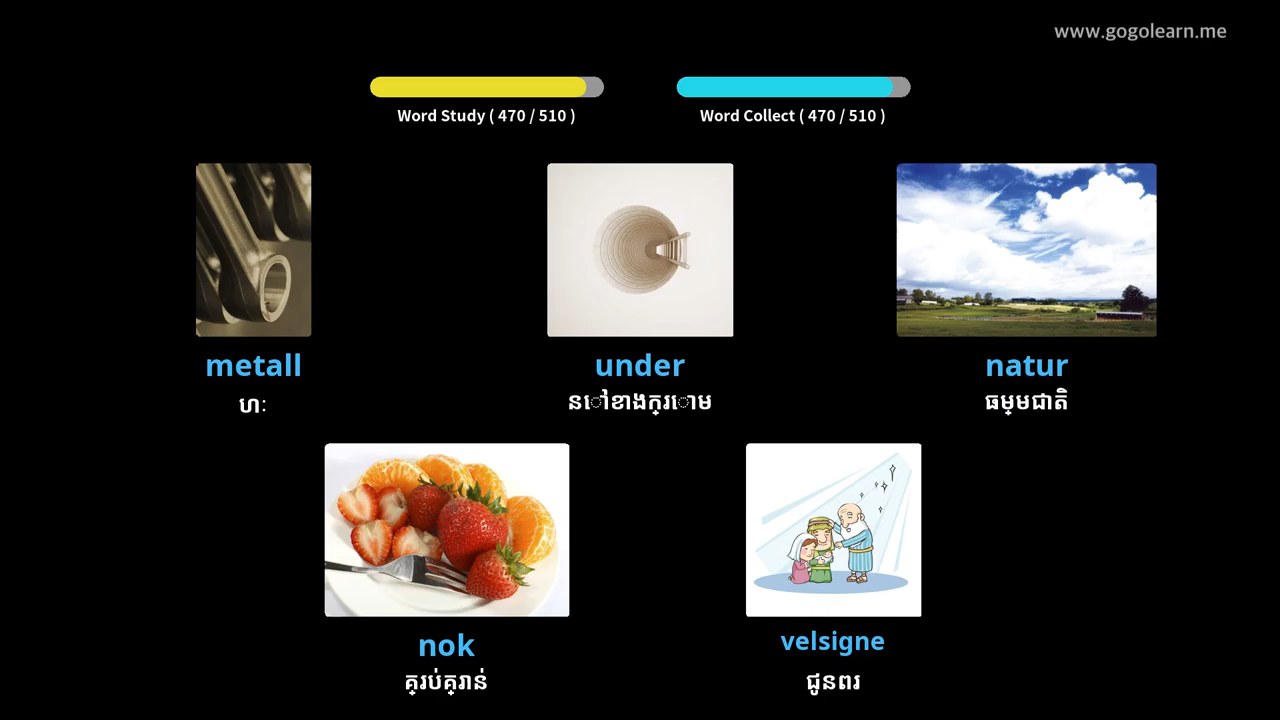 www.gogolearn.me
Word Study ( 470 / 510 )
Word Collect ( 470 / 510 )
metall
ហៈ
under
នៅខាងក្រោម
natur
ធម្មជាតិ
nok
គ្រប់គ្រាន់
velsigne
ជូនពរ